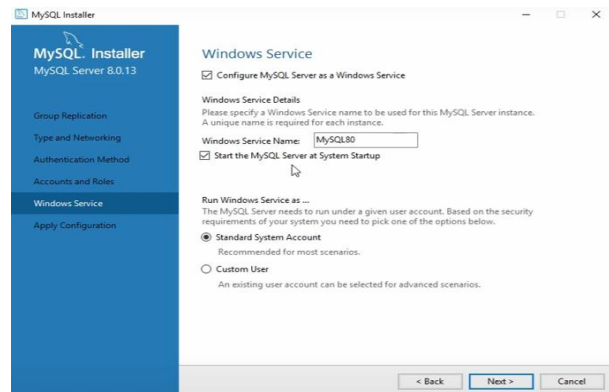 MySQL Installer
MySQL. Installer
MySQL Server 8.0.13
Group Replication
Type and Networking
Authentication Method
Accounts and Roles
Windows Service
Apply Configuration
Windows Service
Configure MySQL Server as a Windows Service
Windows Service Details
Please specify a Windows Service name to be used for this MySQL Server instance.
A unique name is required for each instance.
Windows Service Name: MySQL80
Start the MySQL Server at System Startup
Run Windows Service as ...
The MySQL Server needs to run under a given user account. Based on the security
requirements of your system you need to pick one of the options below.
Standard System Account
Recommended for most scenarios.
Custom User
An existing user account can be selected for advanced scenarios.
< Back Next > Cancel